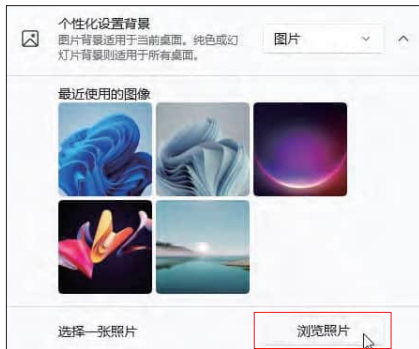 个性化设置背景
图片背景适用于当前桌面。纯色或幻
灯片背景则适用于所有桌面。
图片
最近使用的图像
选择一张照片
浏览照片